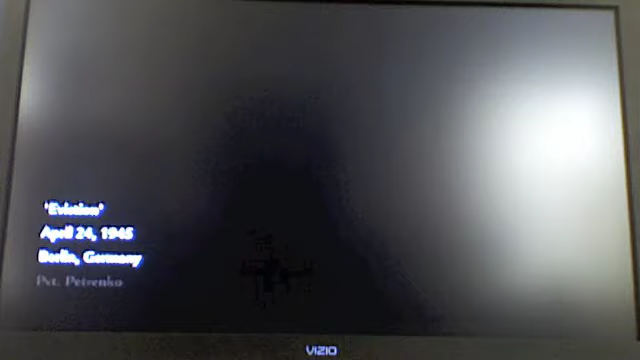 'Eviction'
April 24, 1945
Berlin, Germany
Pvt. Petrenko
VIZIO